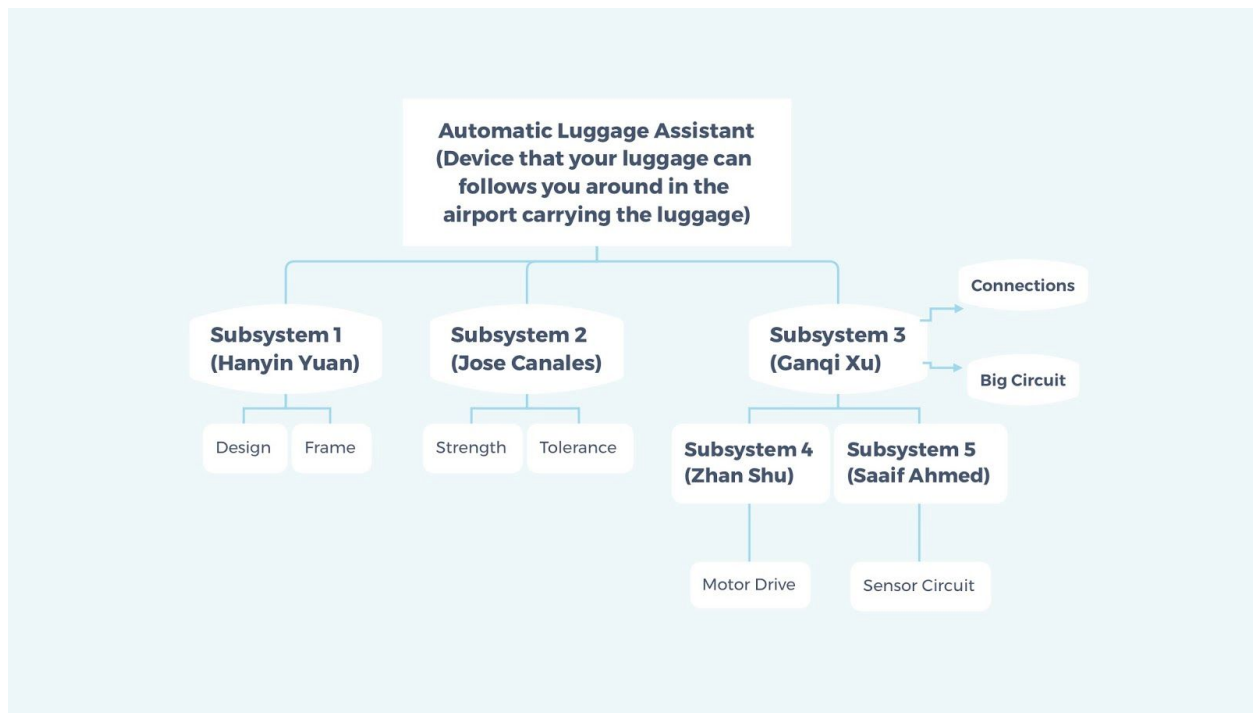 Automatic Luggage Assistant
(Device that your luggage can
follows you around in the
airport carrying the luggage)
Connections
Subsystem 1
(Hanyin Yuan)
Subsystem 2
(Jose Canales)
Subsystem 3
(Ganqi Xu)
Big Circuit
Design
Frame
Strength
Tolerance
Subsystem 4
(Zhan Shu)
Subsystem 5
(Saaif Ahmed)
Motor Drive
Sensor Circuit